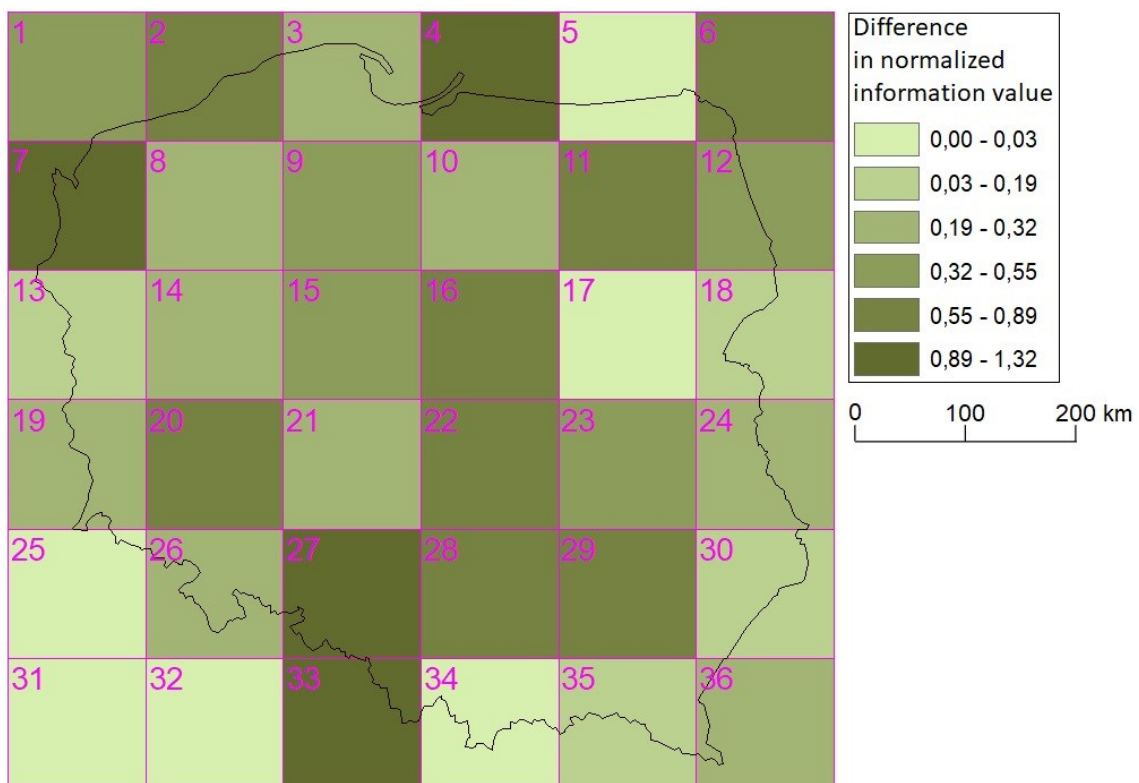 1 2 3 4 5 6
7 8 9 10 11 12
13 14 15 16 17 18
19 20 21 22 23 24
25 26 27 28 29 30
31 32 33 34 35 36
Difference
in normalized
information value
0,00 - 0,03
0,03 - 0,19
0,19 - 0,32
0,32 - 0,55
0,55 - 0,89
0,89 - 1,32
0 100 200 km